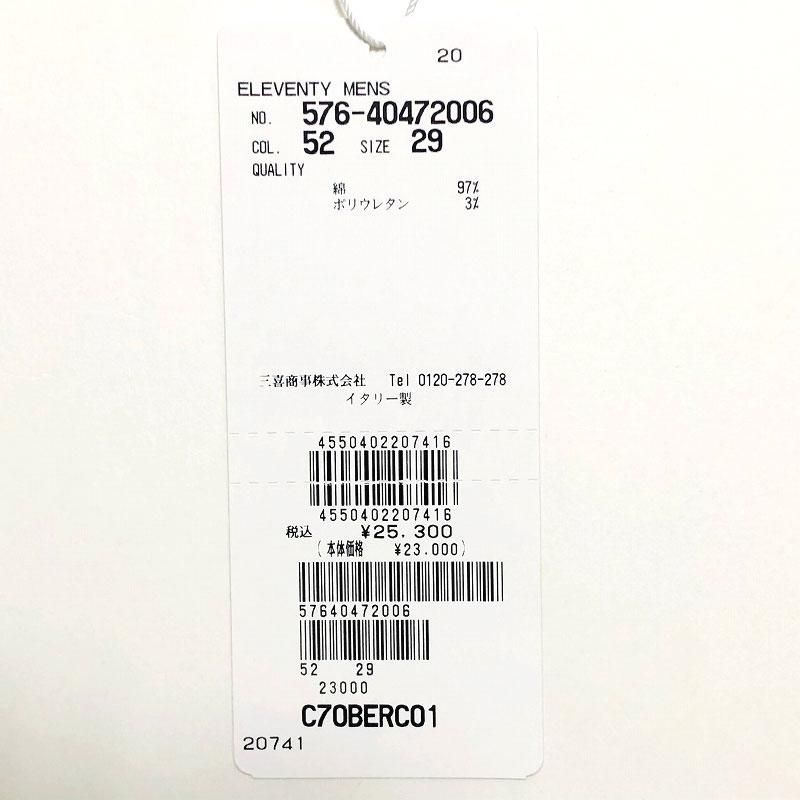 20
ELEVENTY MENS
NO. 576-40472006
COL. 52 SIZE 29
QUALITY
綿 97%
ポリウレタン 3%
三喜商事株式会社 Tel 0120-278-278
イタリー製
4550402207416
4550402207416
税込 ¥25.300
(本体価格 ¥23.000)
57640472006
52 29
23000
C70BERC01
20741